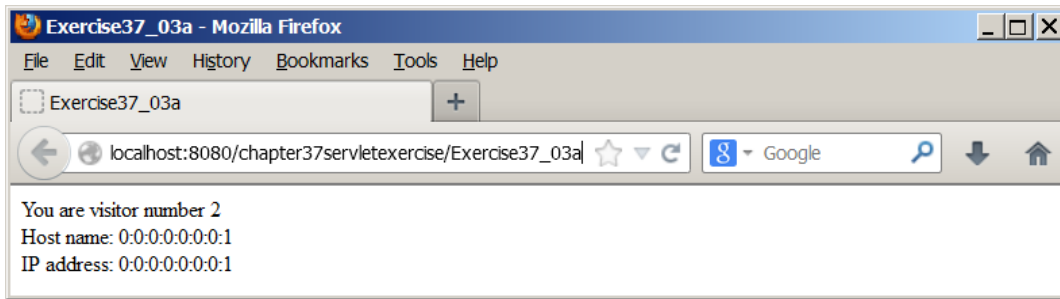 Exercise37_03a - Mozilla Firefox
File Edit View History Bookmarks Tools Help
Exercise37_03a
localhost:8080/chapter37servletexercise/Exercise37_03a
8 Google
You are visitor number 2
Host name: 0:0:0:0:0:0:0:1
IP address: 0:0:0:0:0:0:0:1